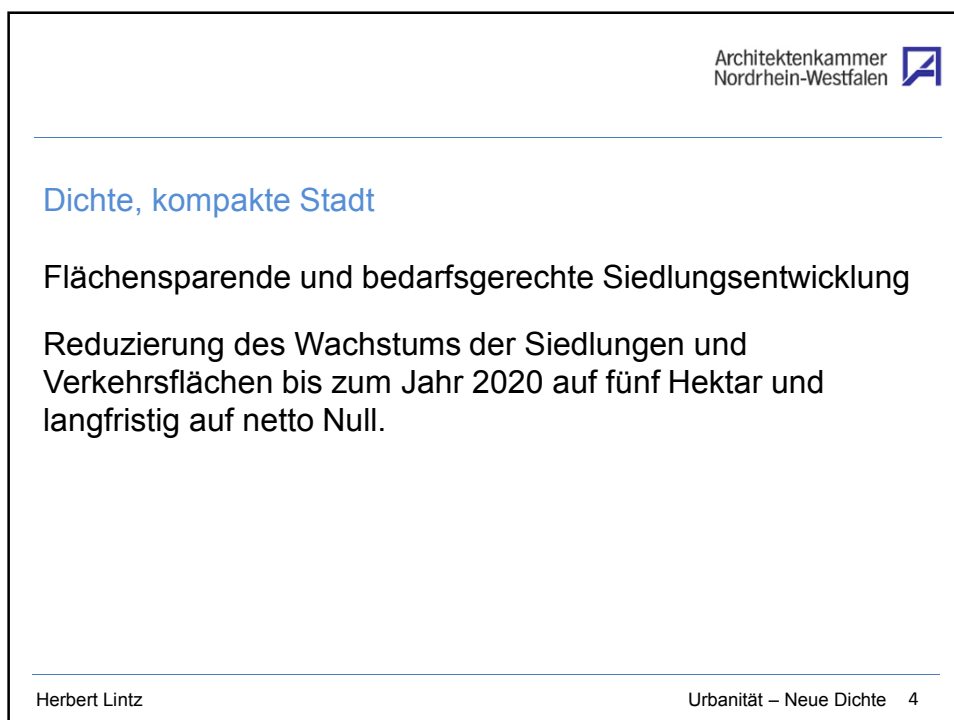 Architektenkammer
Nordrhein-Westfalen
Dichte, kompakte Stadt
Flächensparende und bedarfsgerechte Siedlungsentwicklung
Reduzierung des Wachstums der Siedlungen und
Verkehrsflächen bis zum Jahr 2020 auf fünf Hektar und
langfristig auf netto Null.
Herbert Lintz
Urbanität – Neue Dichte 4